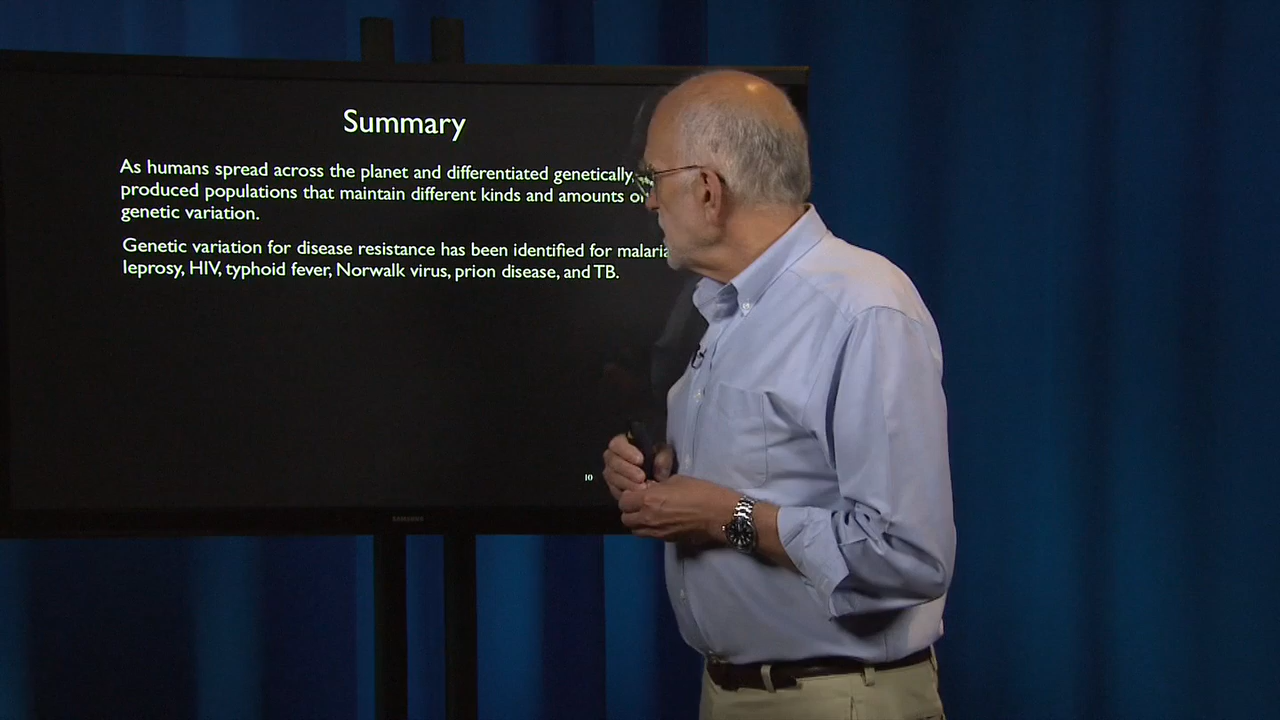 Summary
As humans spread across the planet and differentiated genetically,
produced populations that maintain different kinds and amounts
genetic variation.
Genetic variation for disease resistance has been identified for malaria
leprosy, HIV, typhoid fever, Norwalk virus, prion disease, and TB.
10
SAMSUNG